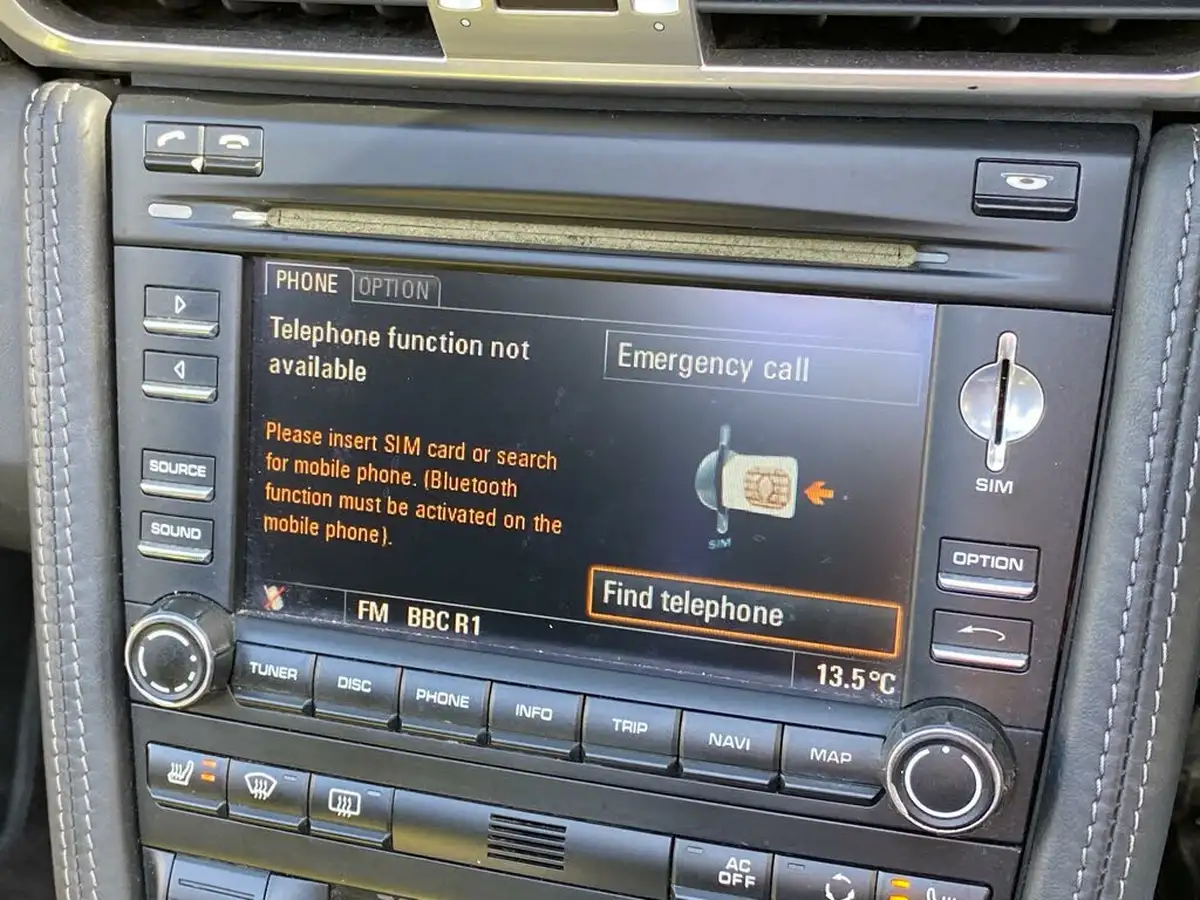 PHONE
OPTION
Telephone function not
available
Emergency call
Please insert SIM card or search
for mobile phone. (Bluetooth
function must be activated on the
mobile phone).
SIM
Find telephone
FM BBC R1
13.5°C
SOURCE
SOUND
SIM
OPTION
TUNER
DISC
PHONE
INFO
TRIP
NAVI
MAP
AC
OFF